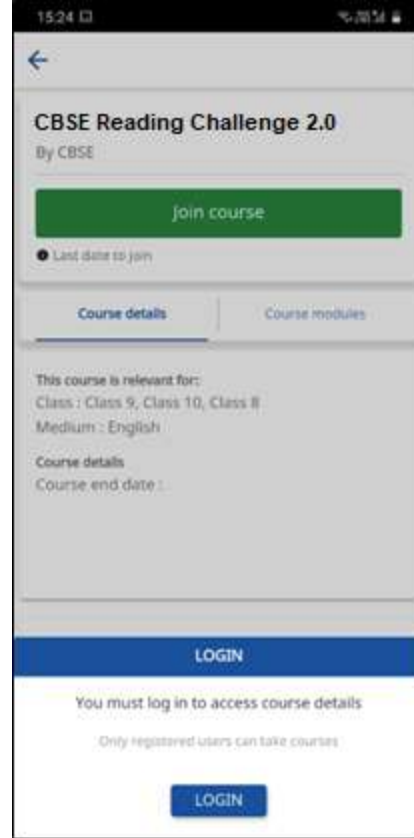 15:24
CBSE Reading Challenge 2.0
By CBSE
Join course
Last date to join
Course details Course modules
This course is relevant for:
Class : Class 9, Class 10, Class 8
Medium : English
Course details
Course end date :
LOGIN
You must log in to access course details
Only registered users can take courses
LOGIN